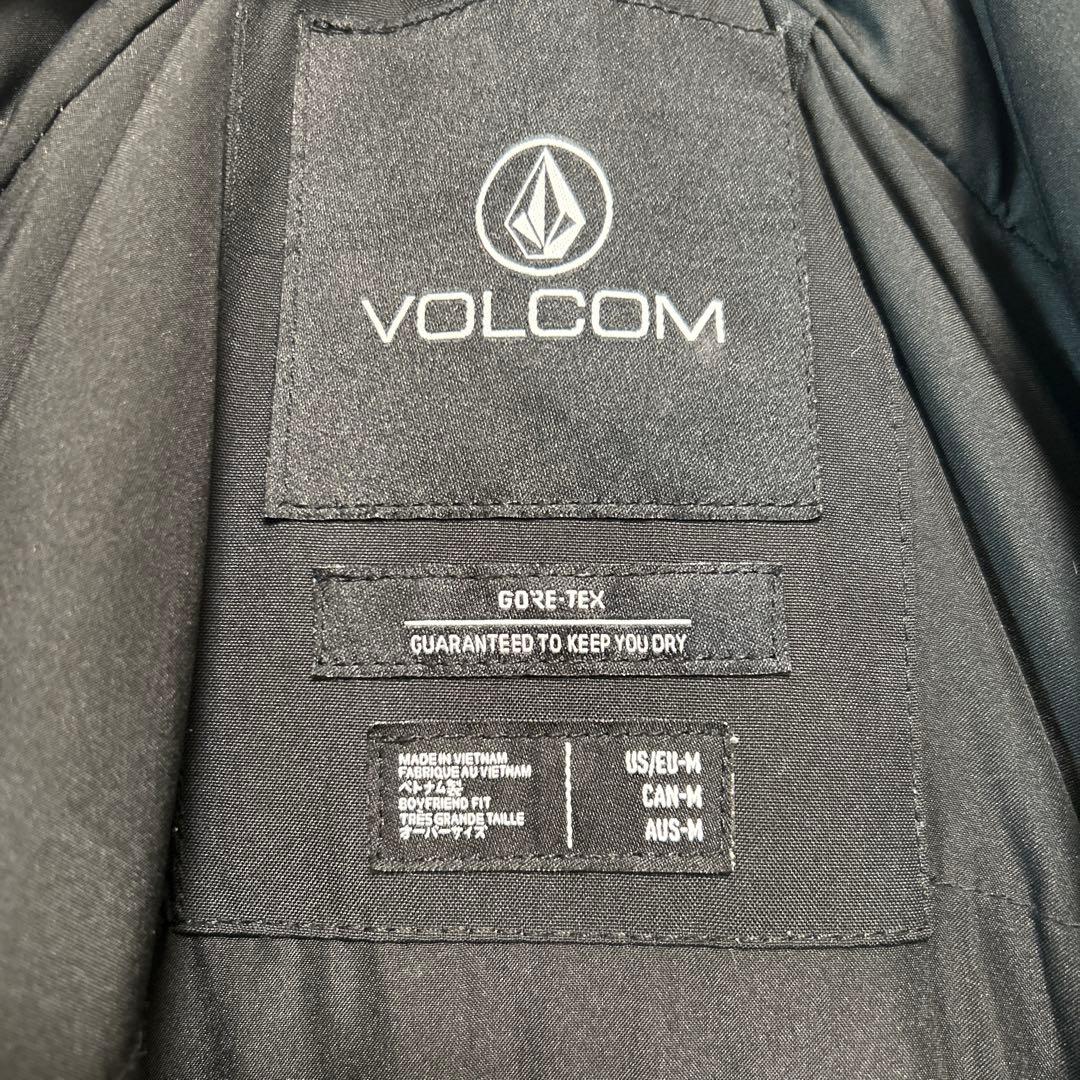 VOLCOM
GORE-TEX
GUARANTEED TO KEEP YOU DRY
MADE IN VIETNAM
FABRIQUE AU VIETNAM
ベトナム製
BOYFRIEND FIT
TRÈS GRANDE TAILLE
オーバーサイズ
US/EU-M
CAN-M
AUS-M